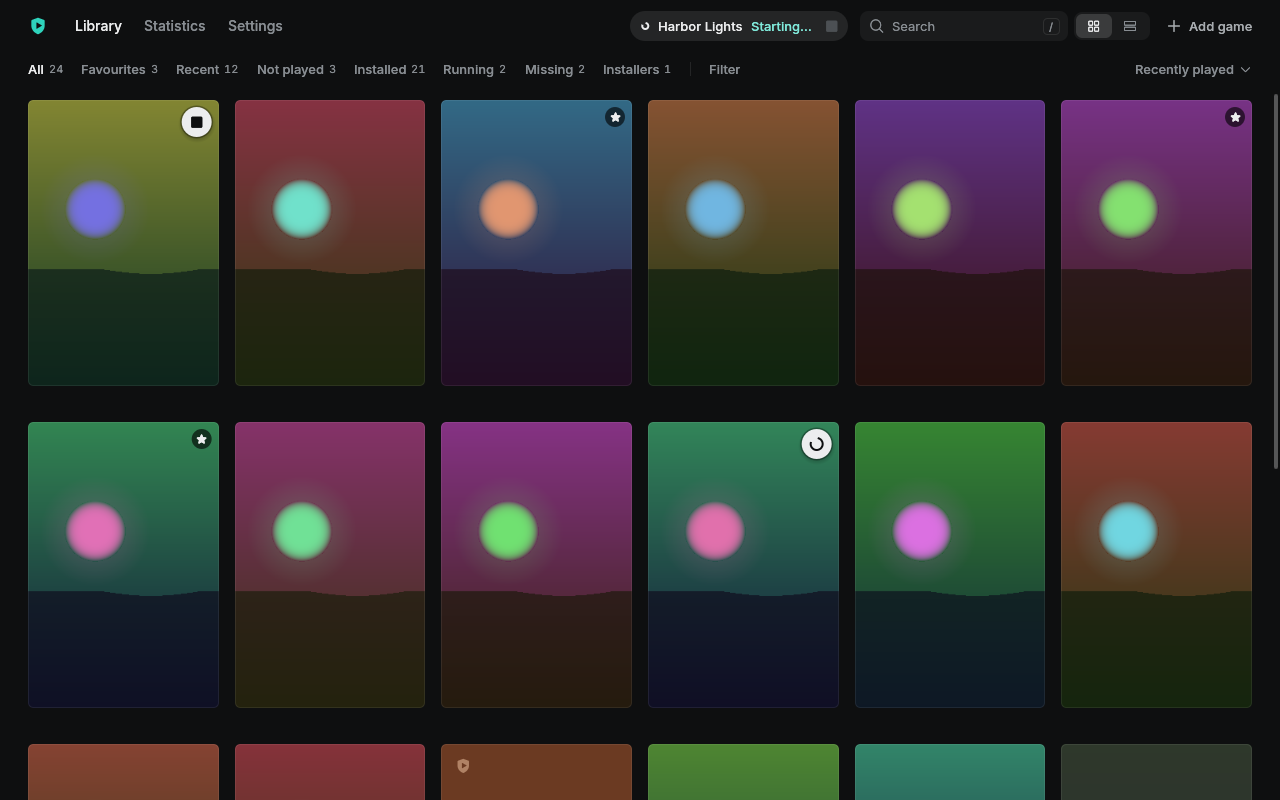 Library Statistics Settings Harbor Lights Starting... Search / Add game
All 24 Favourites 3 Recent 12 Not played 3 Installed 21 Running 2 Missing 2 Installers 1 Filter Recently played